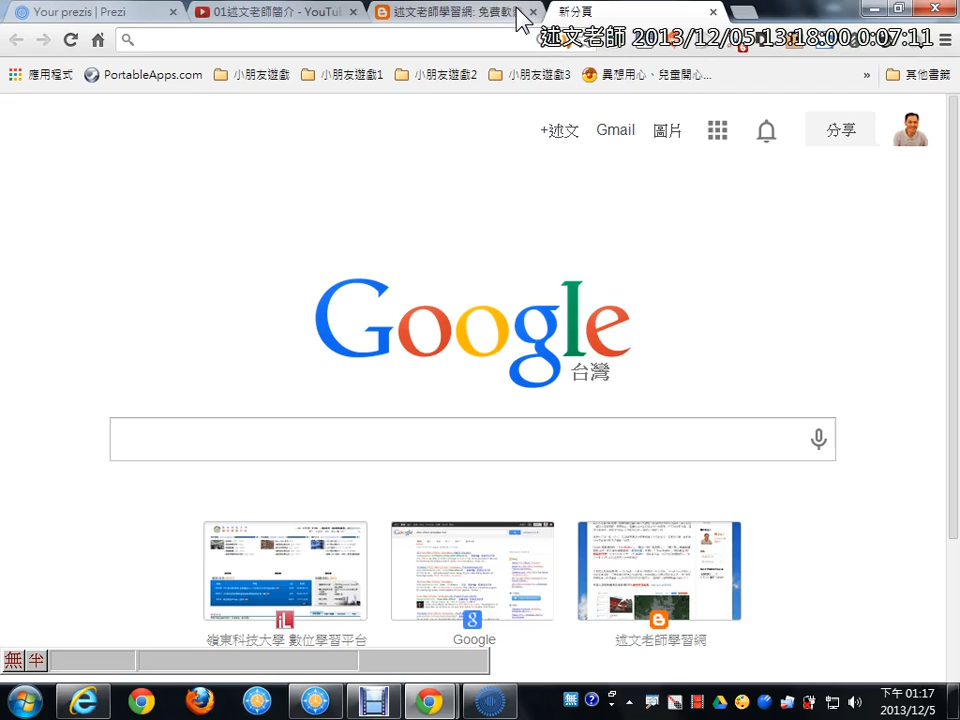 Your prezis | Prezi
01述文老師簡介 - YouTu
述文老師學習網: 免費軟
新分頁
述文老師 2013/12/05 13:18:00 0:07:11
應用程式
PortableApps.com
小朋友遊戲
小朋友遊戲1
小朋友遊戲2
小朋友遊戲3
異想用心、兒童開心...
»
其他書籤
+述文
Gmail
圖片
分享
Google
台灣
嶺東科技大學 數位學習平台
Google
述文老師學習網
無 半
無
下午 01:17
2013/12/5